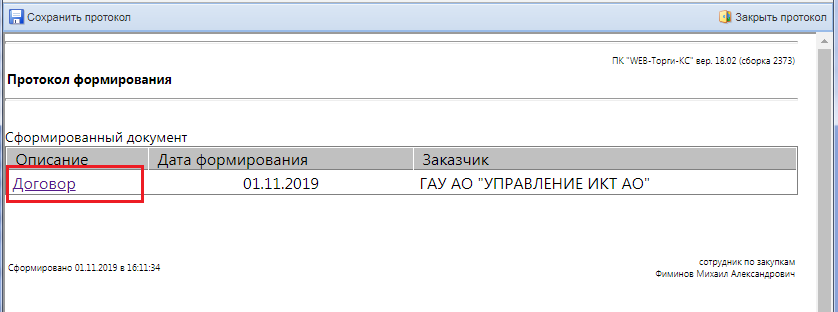 Сохранить протокол
Закрыть протокол
ПК "WEB-Торги-КС" вер. 18.02 (сборка 2373)
Протокол формирования
Сформированный документ
Описание Дата формирования Заказчик
Договор 01.11.2019 ГАУ АО "УПРАВЛЕНИЕ ИКТ АО"
Сформировано 01.11.2019 в 16:11:34
сотрудник по закупкам
Фиминов Михаил Александрович